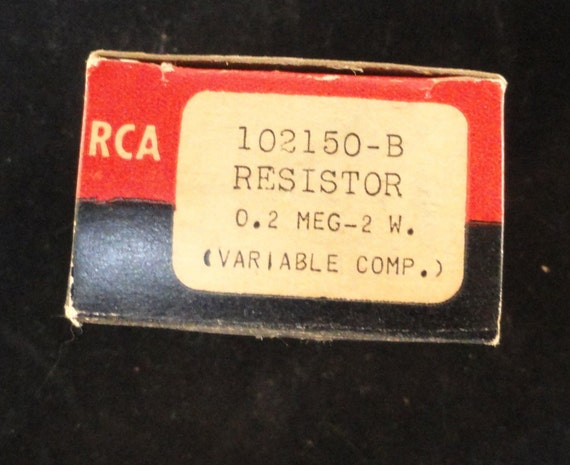 RCA
102150-B
RESISTOR
0.2 MEG-2 W.
(VARIABLE COMP.)